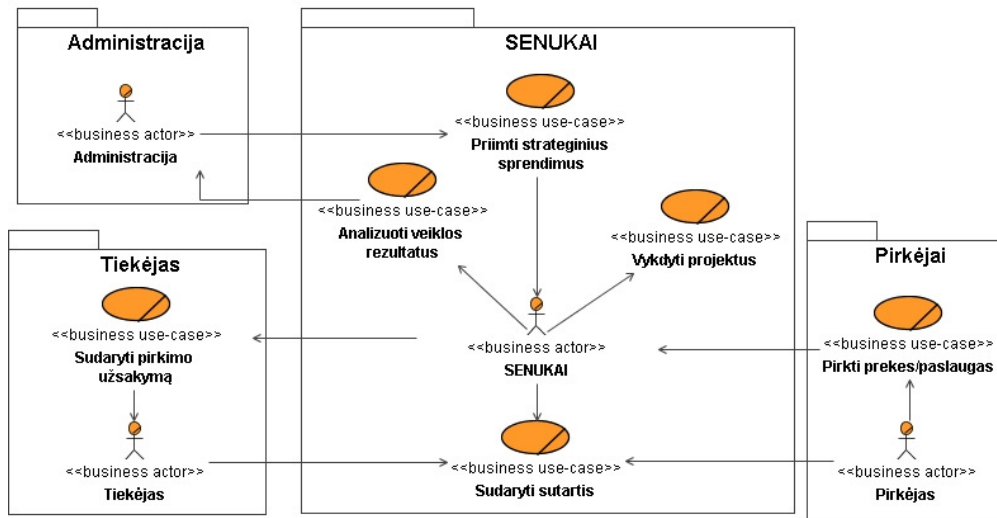 Administracija
<<business actor>>
Administracija
SENUKAI
<<business use-case>>
Priimti strateginius
sprendimus
<<business use-case>>
Analizuoti veiklos
rezultatus
<<business use-case>>
Vykdyti projektus
<<business actor>>
SENUKAI
<<business use-case>>
Sudaryti sutartis
Tiekėjas
<<business use-case>>
Sudaryti pirkimo
užsakymą
<<business actor>>
Tiekėjas
Pirkėjai
<<business use-case>>
Pirkti prekes/paslaugas
<<business actor>>
Pirkėjas